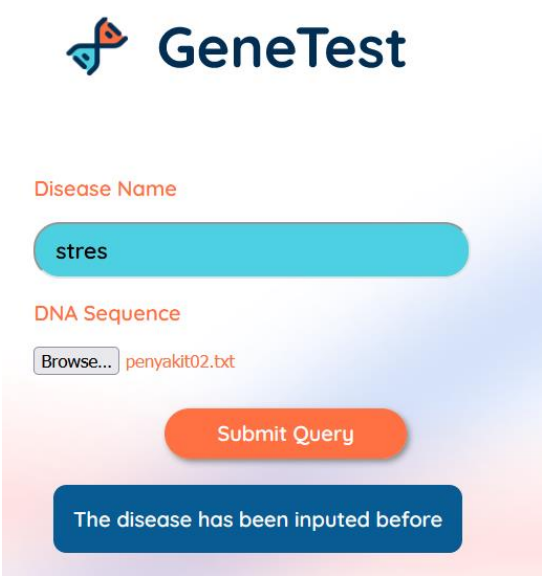 GeneTest
Disease Name
stres
DNA Sequence
Browse... penyakit02.txt
Submit Query
The disease has been inputed before